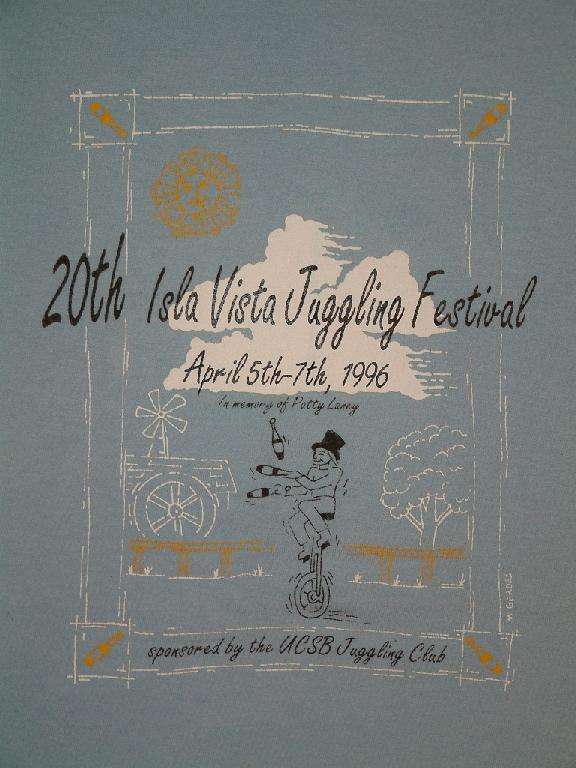 20th Isla Vista Juggling Festival
April 5th-7th, 1996
In memory of Potty Lanny
sponsored by the UCSB Juggling Club